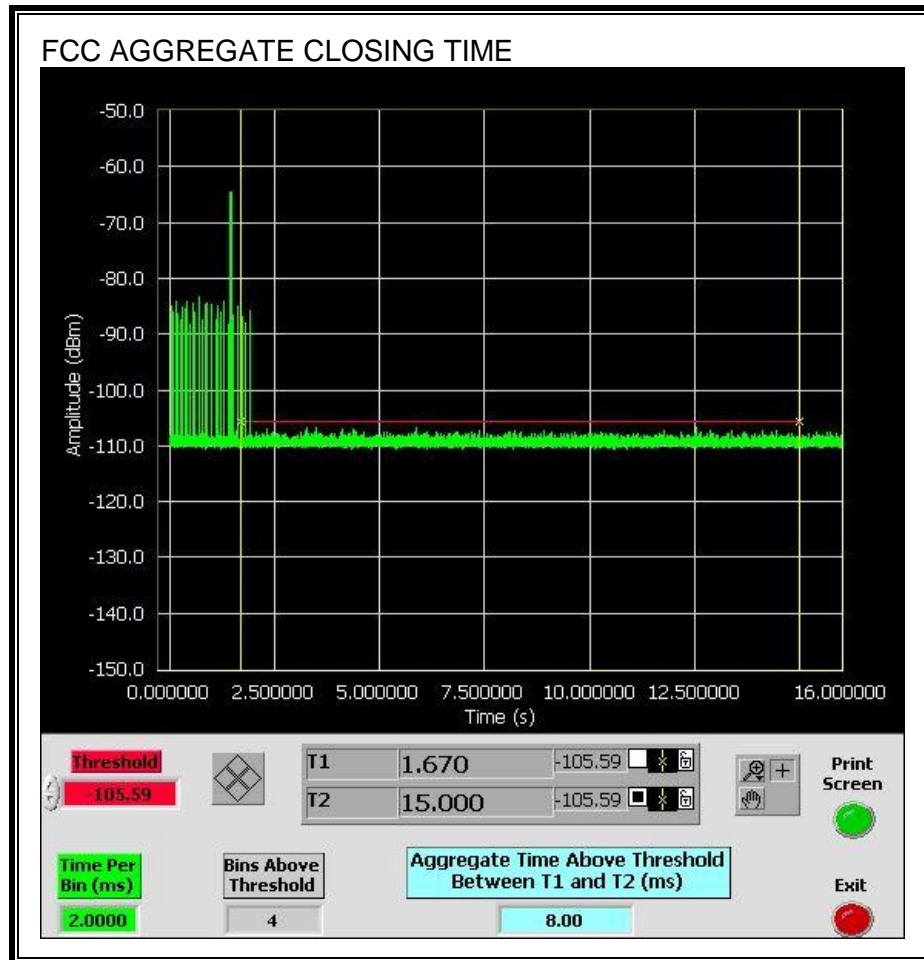 FCC AGGREGATE CLOSING TIME
-50.0
-60.0
-70.0
-80.0
-90.0
-100.0
-110.0
-120.0
-130.0
-140.0
-150.0
Amplitude (dBm)
0.000000 2.500000 5.000000 7.500000 10.000000 12.500000 16.000000
Time (s)
Threshold
-105.59
T1 1.670 -105.59
T2 15.000 -105.59
Print
Screen
Time Per
Bin (ms)
2.0000
Bins Above
Threshold
4
Aggregate Time Above Threshold
Between T1 and T2 (ms)
8.00
Exit